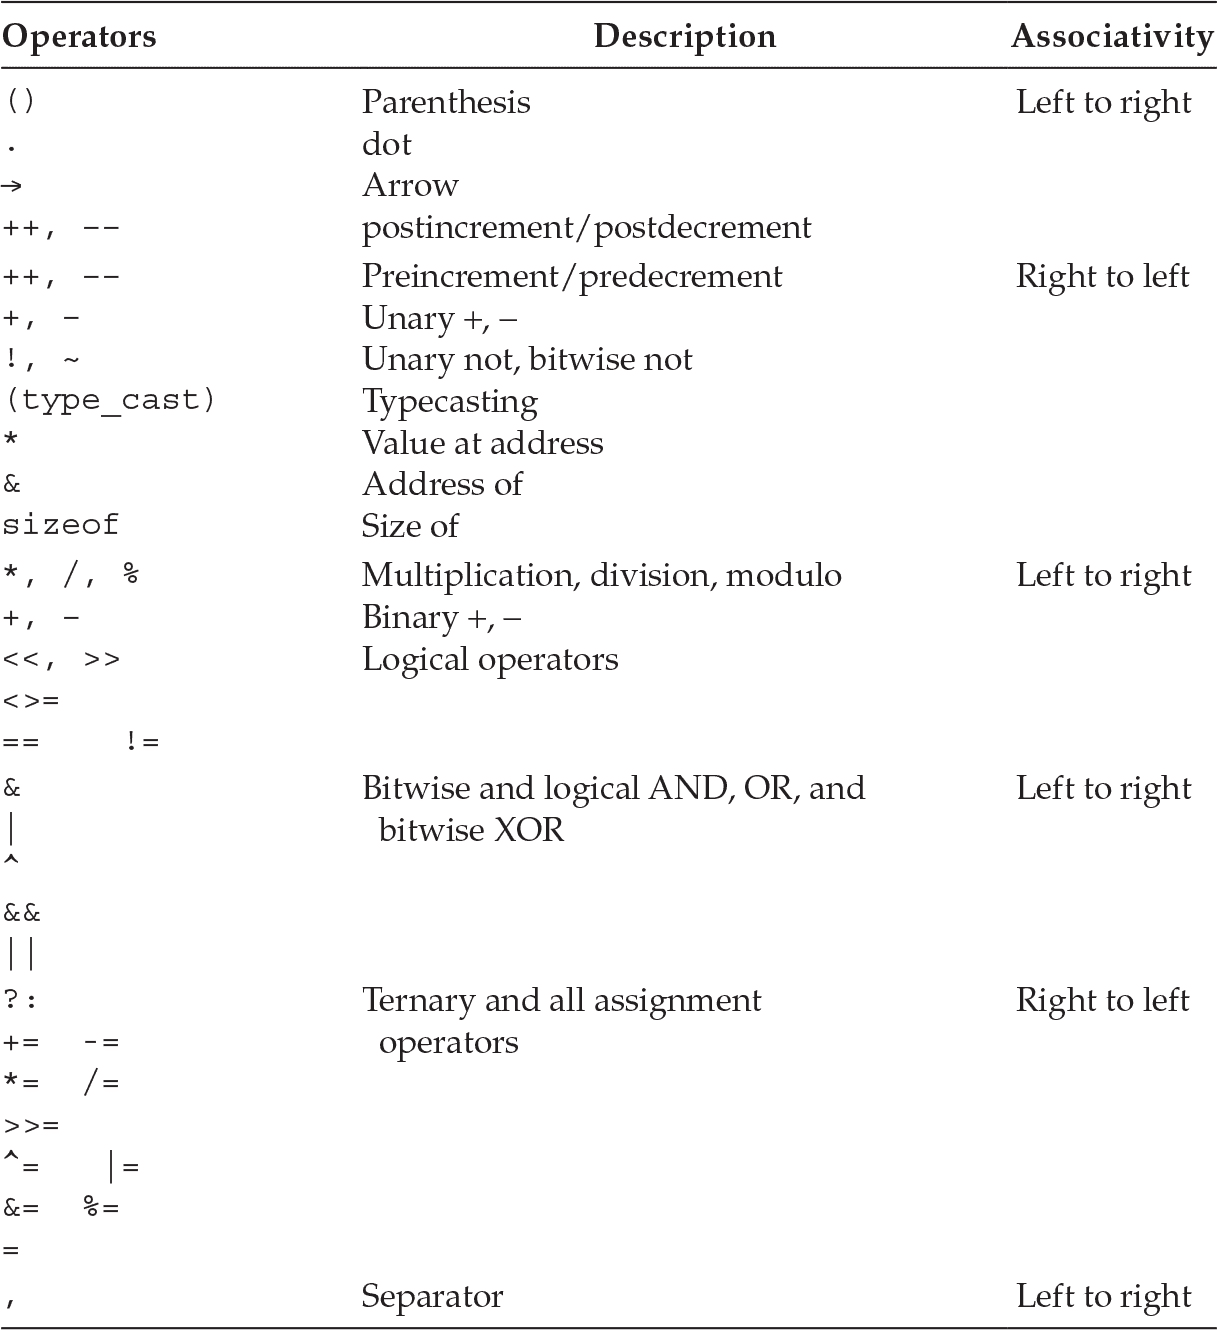 Operators Description Associativity
() Parenthesis Left to right
. dot
→ Arrow
++, -- postincrement/postdecrement
++, -- Preincrement/predecrement Right to left
+, - Unary +, –
!, ~ Unary not, bitwise not
(type_cast) Typecasting
* Value at address
& Address of
sizeof Size of
*, /, % Multiplication, division, modulo Left to right
+, - Binary +, –
<<, >> Logical operators
<>=
== !=
& Bitwise and logical AND, OR, and Left to right
| bitwise XOR
^
&&
||
?: Ternary and all assignment Right to left
+= -= operators
*= /=
>>=
^= |=
&= %=
=
, Separator Left to right